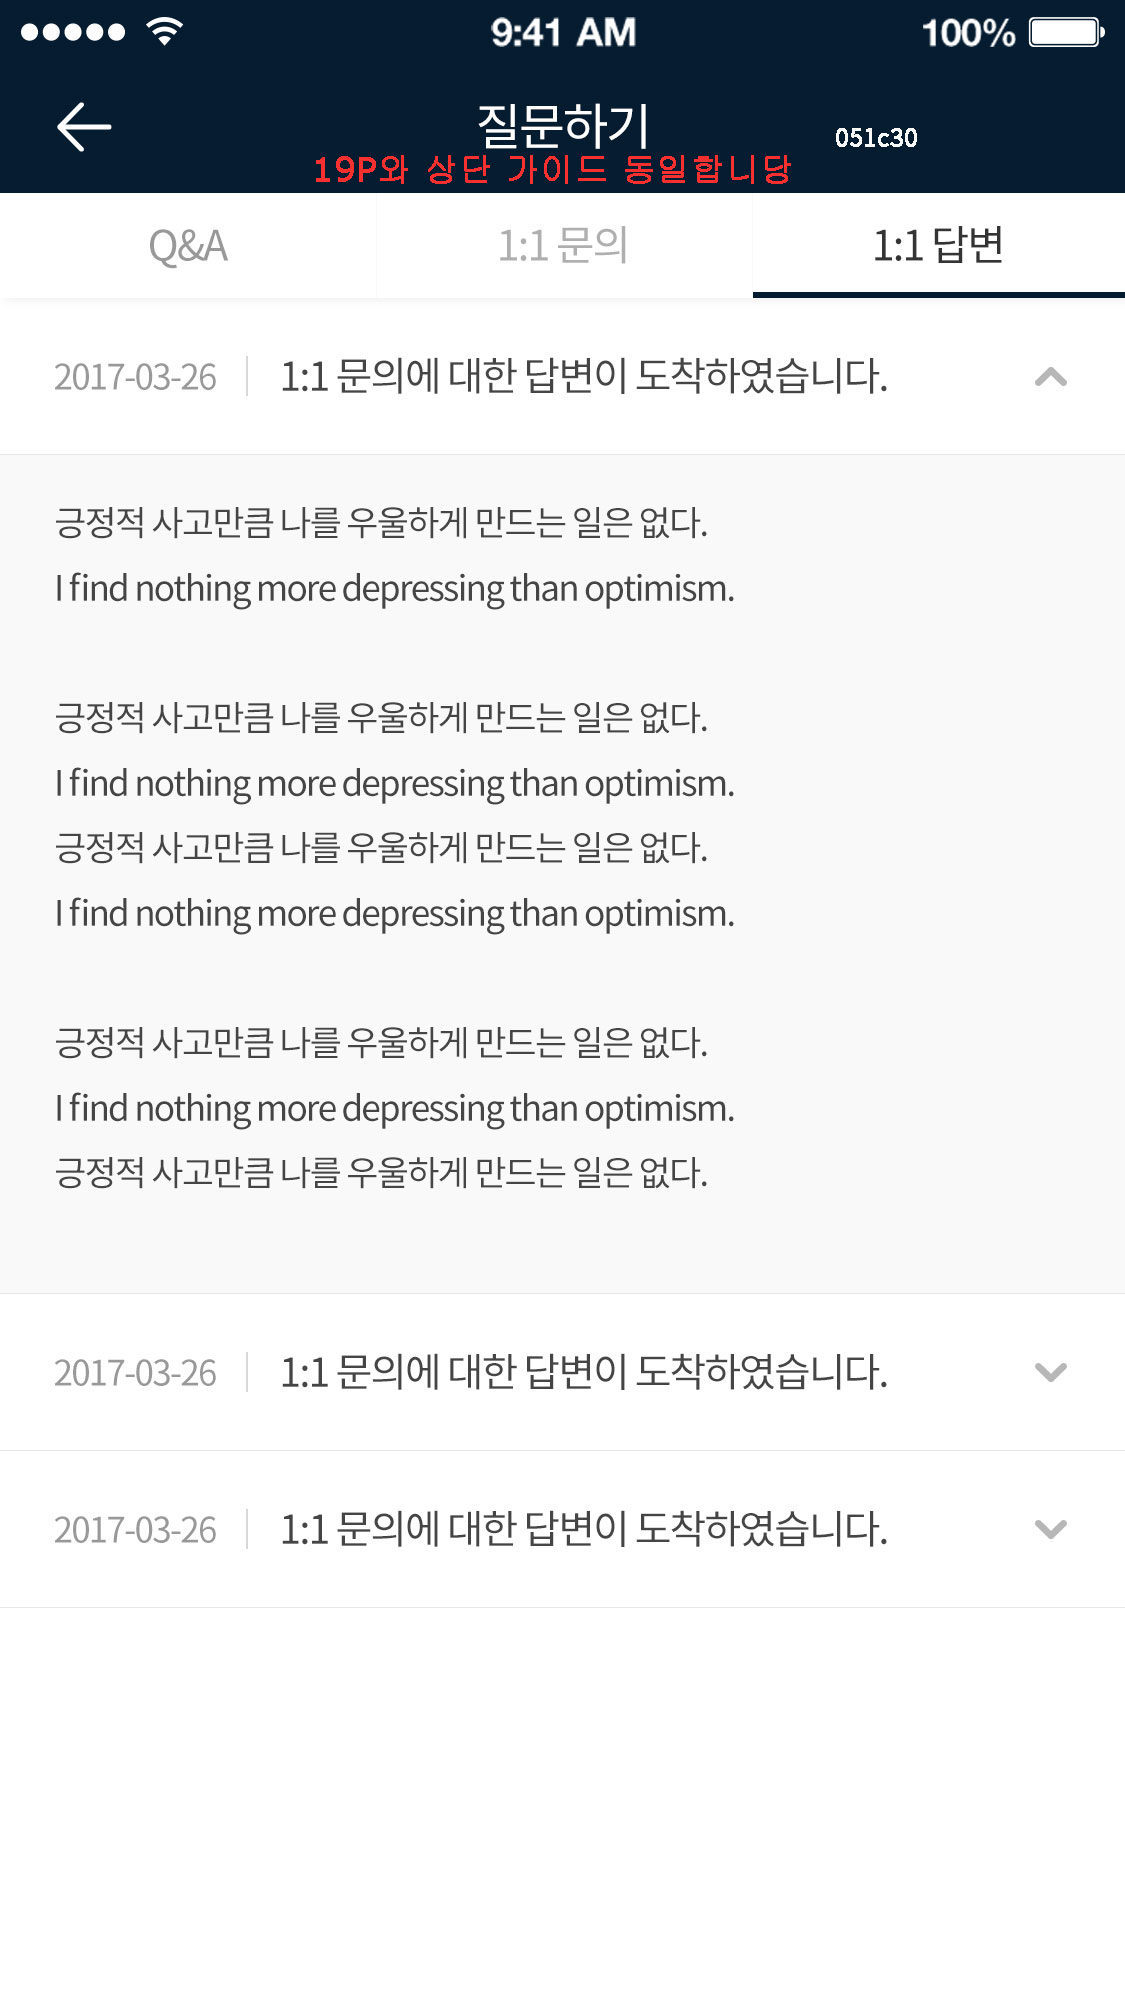 9:41 AM 100%
질문하기
051c30
19P와 상단 가이드 동일합니당
Q&A 1:1 문의 1:1 답변
2017-03-26 1:1 문의에 대한 답변이 도착하였습니다.
긍정적 사고만큼 나를 우울하게 만드는 일은 없다.
I find nothing more depressing than optimism.
긍정적 사고만큼 나를 우울하게 만드는 일은 없다.
I find nothing more depressing than optimism.
긍정적 사고만큼 나를 우울하게 만드는 일은 없다.
I find nothing more depressing than optimism.
긍정적 사고만큼 나를 우울하게 만드는 일은 없다.
I find nothing more depressing than optimism.
긍정적 사고만큼 나를 우울하게 만드는 일은 없다.
2017-03-26 1:1 문의에 대한 답변이 도착하였습니다.
2017-03-26 1:1 문의에 대한 답변이 도착하였습니다.